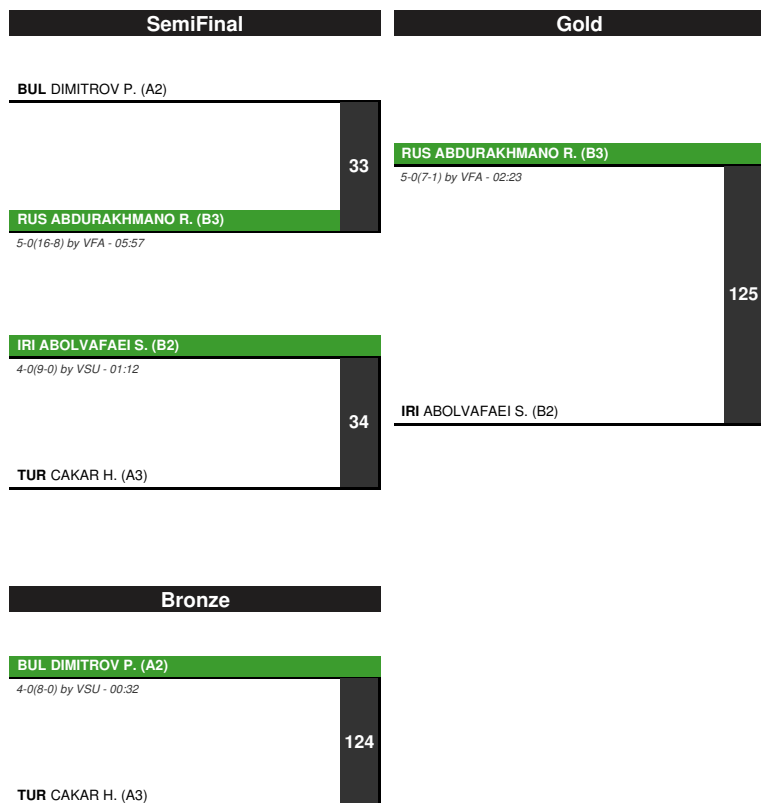 SemiFinal
BUL DIMITROV P. (A2)
33
RUS ABDURAKHMANO R. (B3)
5-0(16-8) by VFA - 05:57
IRI ABOLVAFAEI S. (B2)
4-0(9-0) by VSU - 01:12
34
TUR CAKAR H. (A3)
Gold
RUS ABDURAKHMANO R. (B3)
5-0(7-1) by VFA - 02:23
125
IRI ABOLVAFAEI S. (B2)
Bronze
BUL DIMITROV P. (A2)
4-0(8-0) by VSU - 00:32
124
TUR CAKAR H. (A3)